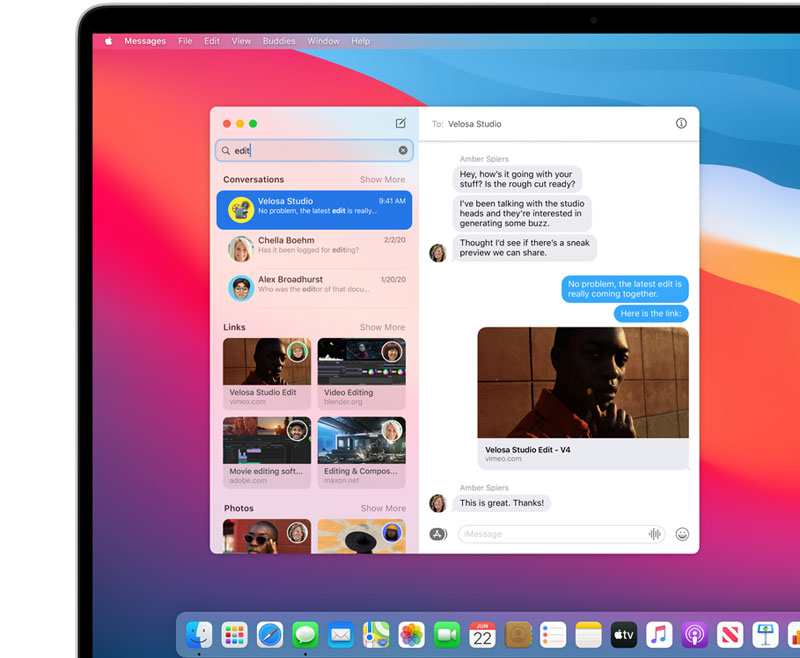 Messages File Edit View Buddies Window Help
edit
To: Velosa Studio
Conversations Show More
Velosa Studio 9:41 AM
No problem, the latest edit is really...
Chella Boehm 2/2/20
Has it been logged for editing?
Alex Broadhurst 1/20/20
Who was the editor of that docu...
Links Show More
Velosa Studio Edit
vimeo.com
Video Editing
blender.org
Movie editing soft...
adobe.com
Editing & Compos...
maxon.net
Photos Show More
Amber Spiers
Hey, how's it going with your
stuff? Is the rough cut ready?
I've been talking with the studio
heads and they're interested in
generating some buzz.
Thought I'd see if there's a sneak
preview we can share.
No problem, the latest edit is
really coming together.
Here is the link:
Velosa Studio Edit - V4
vimeo.com
Amber Spiers
This is great. Thanks!
iMessage
JUN
22
tv